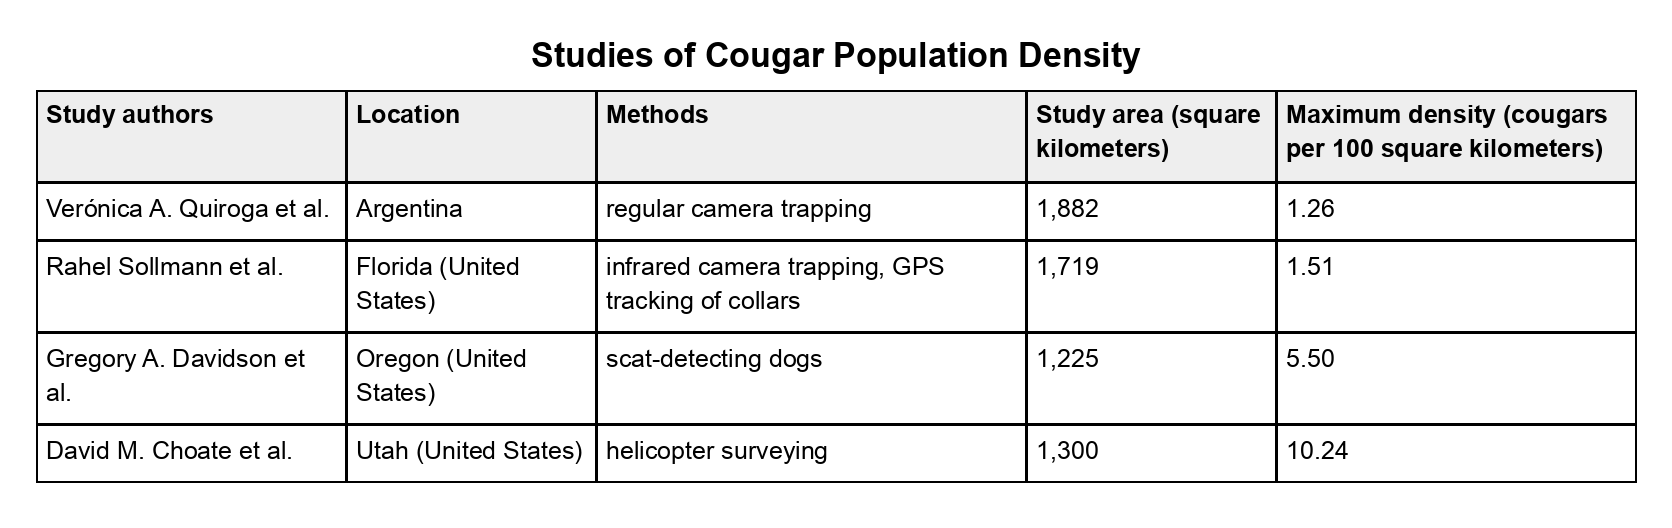 Studies of Cougar Population Density
Study authors
Location
Methods
Study area (square
kilometers)
Maximum density (cougars
per 100 square kilometers)
Verónica A. Quiroga et al.
Argentina
regular camera trapping
1,882
1.26
Rahel Sollmann et al.
Florida (United
States)
infrared camera trapping, GPS
tracking of collars
1,719
1.51
Gregory A. Davidson et
al.
Oregon (United
States)
scat-detecting dogs
1,225
5.50
David M. Choate et al.
Utah (United States)
helicopter surveying
1,300
10.24